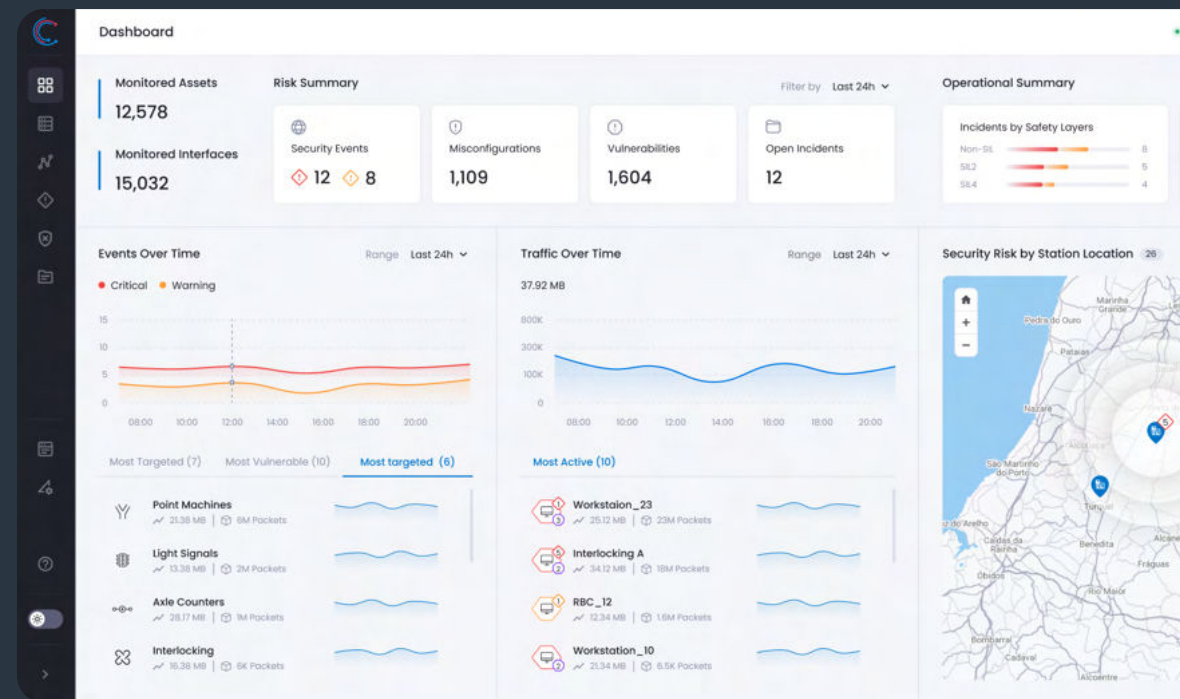 Dashboard
Monitored Assets
12,578
Monitored Interfaces
15,032
Risk Summary
Filter by Last 24h
Security Events
12 8
Misconfigurations
1,109
Vulnerabilities
1,604
Open Incidents
12
Operational Summary
Incidents by Safety Layers
Non-SIL 8
SIL2 5
SIL4 4
Events Over Time
Range Last 24h
Critical Warning
15
10
5
0
08:00 10:00 12:00 14:00 16:00 18:00 20:00
Most Targeted (7) Most Vulnerable (10) Most targeted (6)
Point Machines
21.38 MB | 6M Packets
Light Signals
13.38 MB | 2M Packets
Axle Counters
28.17 MB | 1M Packets
Interlocking
16.38 MB | 6K Packets
Traffic Over Time
Range Last 24h
37.92 MB
800K
300K
100K
0
08:00 10:00 12:00 14:00 16:00 18:00 20:00
Most Active (10)
1
Workstaion_23
3
25.12 MB | 23M Packets
5
Interlocking A
2
34.12 MB | 18M Packets
1
RBC_12
12.34 MB | 1.6M Packets
Workstation_10
2
21.34 MB | 6.5K Packets
Security Risk by Station Location 26
+
−
Marinha
Grande
Pedra do Ouro
Pataias
Nazaré
5
Alcobaça
São Martinho
do Porto
Turquel
Caldas da
Rainha
Benedita
Fráguas
Óbidos
Rio Maior
Bombarral
Cadaval
Alcoentre